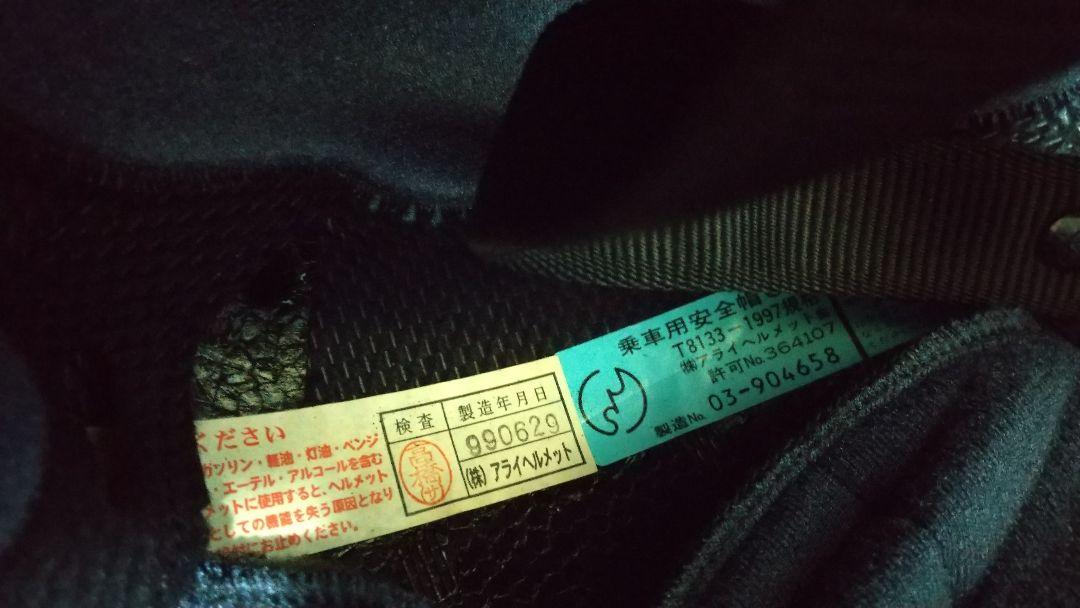 ください
ガソリン・軽油・灯油・ベンジ
・エーテル・アルコールを含む
メットに使用すると、ヘルメット
としての機能を失う原因となり
にお止めください。
検査
製造年月日
990629
(株) アライヘルメット
乗車用安全帽
T8133-1997規格
㈱アライヘルメット
許可No.364107
製造No. 03-904658